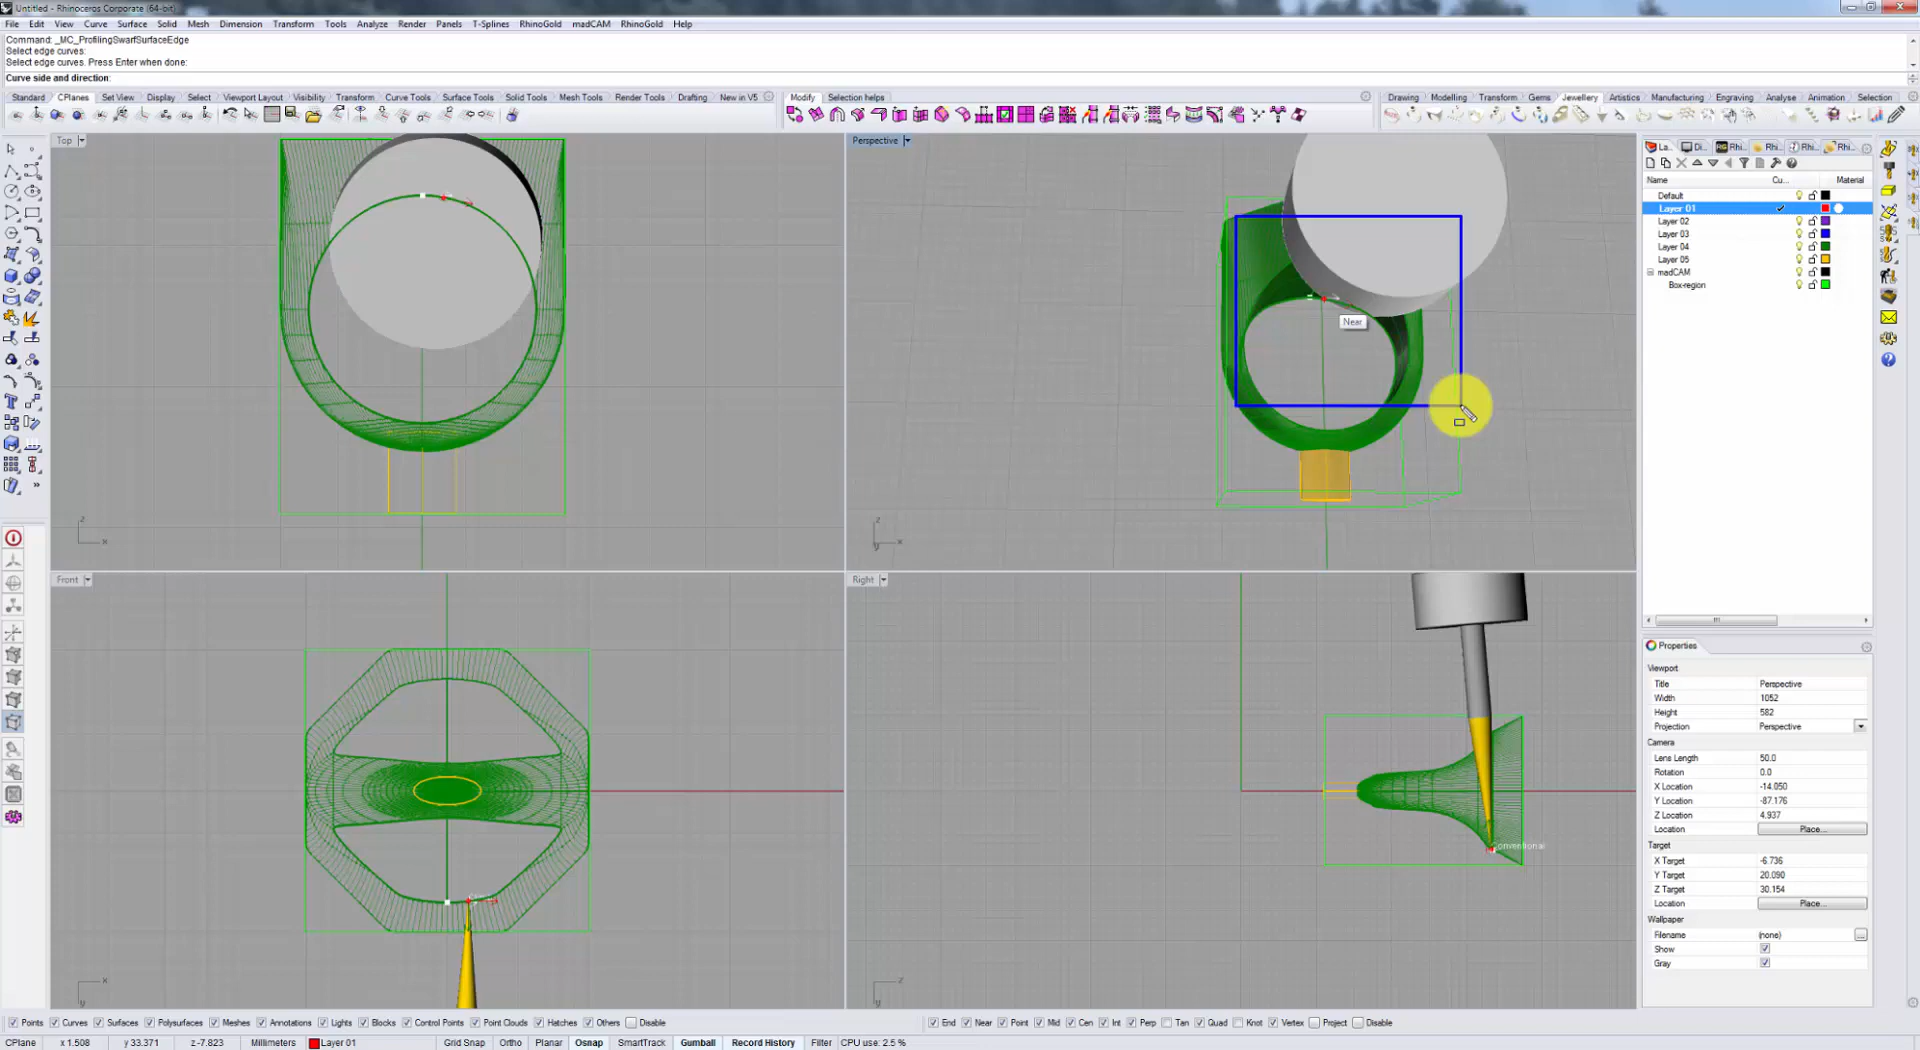 Untitled - Rhinoceros Corporate (64-bit)
File Edit View Curve Surface Solid Mesh Dimension Transform Tools Analyze Render Panels T-Splines RhinoGold madCAM RhinoGold Help
Command: _MC_ProfilingSwarfSurfaceEdge
Select edge curves:
Select edge curves. Press Enter when done:
Curve side and direction:
Standard CPlanes Set View Display Select Viewport Layout Visibility Transform Curve Tools Surface Tools Solid Tools Mesh Tools Render Tools Drafting New in V5
Modify Selection helps
Drawing Modelling Transform Gems Jewellery Artistics Manufacturing Engraving Analyse Animation Selection
Top
Perspective
Near
z
x
z
y
x
Front
Right
Conventional
x
y
z
y
La... Di... Rhi... Rhi... Rhi... Rhi...
Name Cu... Material
Default
Layer 01
Layer 02
Layer 03
Layer 04
Layer 05
madCAM
Box-region
Properties
Viewport
Title Perspective
Width 1052
Height 582
Projection Perspective
Camera
Lens Length 50.0
Rotation 0.0
X Location -14.050
Y Location -87.176
Z Location 4.937
Location Place...
Target
X Target -6.736
Y Target 20.090
Z Target 30.154
Location Place...
Wallpaper
Filename (none) ...
Show
Gray
Points Curves Surfaces Polysurfaces Meshes Annotations Lights Blocks Control Points Point Clouds Hatches Others Disable
End Near Point Mid Cen Int Perp Tan Quad Knot Vertex Project Disable
CPlane x 1.508 y 33.371 z-7.823 Millimeters Layer 01 Grid Snap Ortho Planar Osnap SmartTrack Gumball Record History Filter CPU use: 2.5 %